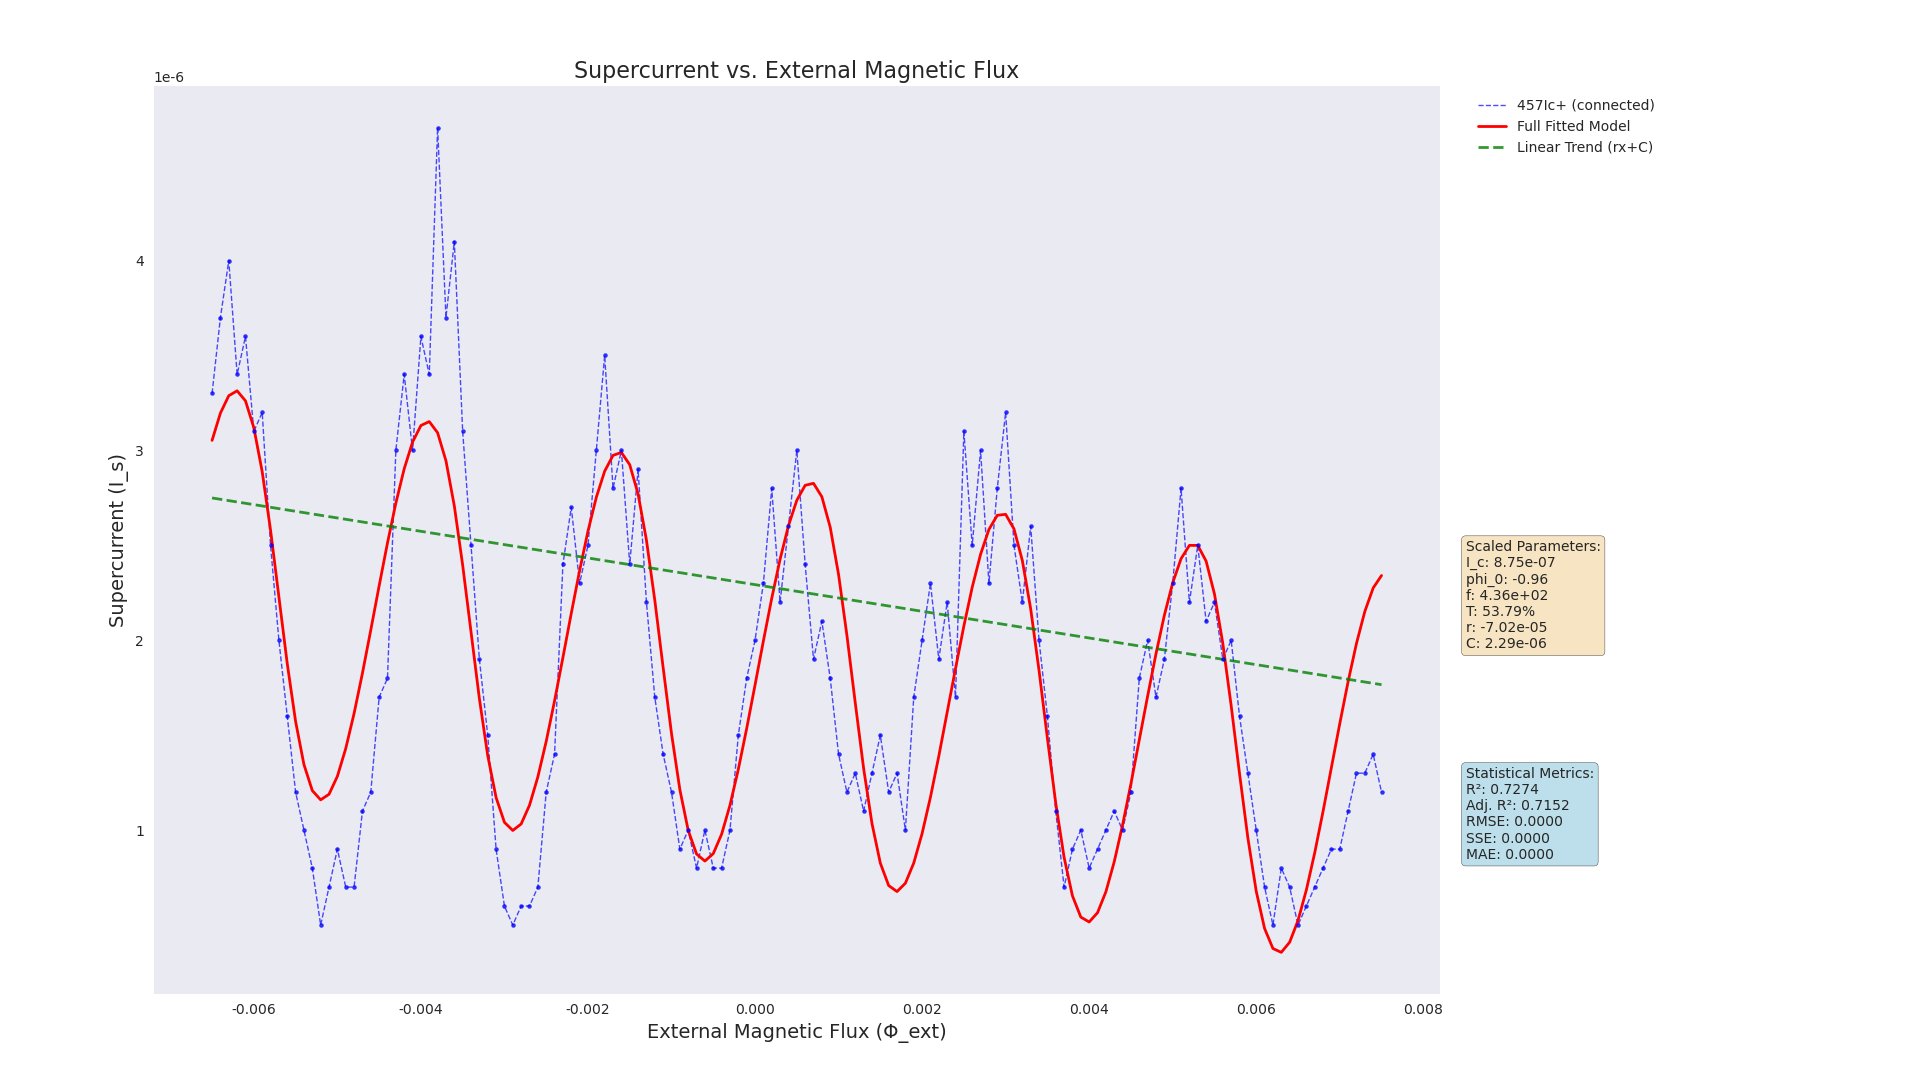 Supercurrent vs. External Magnetic Flux
1e-6
457Ic+ (connected)
Full Fitted Model
Linear Trend (rx+C)
4
3
2
1
Supercurrent (I_s)
Scaled Parameters:
I_c: 8.75e-07
phi_0: -0.96
f: 4.36e+02
T: 53.79%
r: -7.02e-05
C: 2.29e-06
Statistical Metrics:
R²: 0.7274
Adj. R²: 0.7152
RMSE: 0.0000
SSE: 0.0000
MAE: 0.0000
-0.006 -0.004 -0.002 0.000 0.002 0.004 0.006 0.008
External Magnetic Flux (Φ_ext)